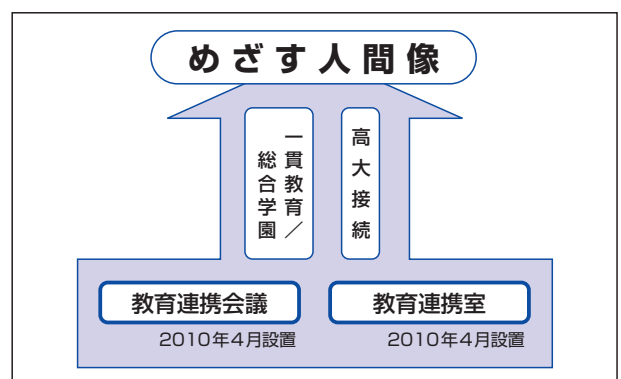 めざす人間像
一貫教育／
総合学園
高大接続
教育連携会議
教育連携室
2010年4月設置
2010年4月設置